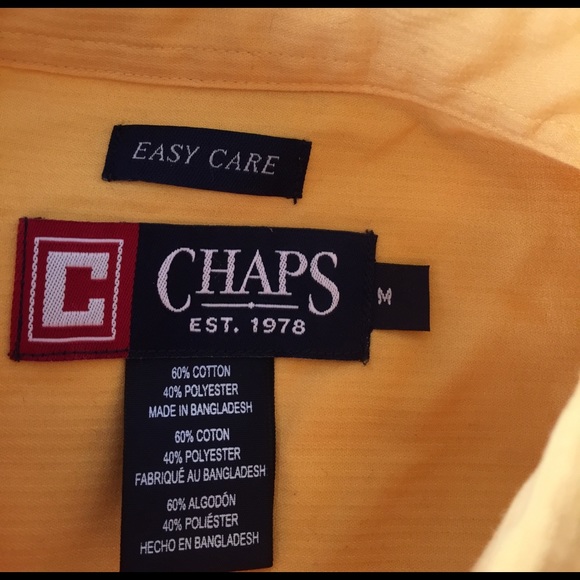 EASY CARE
C
CHAPS
EST. 1978
M
60% COTTON
40% POLYESTER
MADE IN BANGLADESH
60% COTON
40% POLYESTER
FABRIQUÉ AU BANGLADESH
60% ALGODÓN
40% POLIÉSTER
HECHO EN BANGLADESH